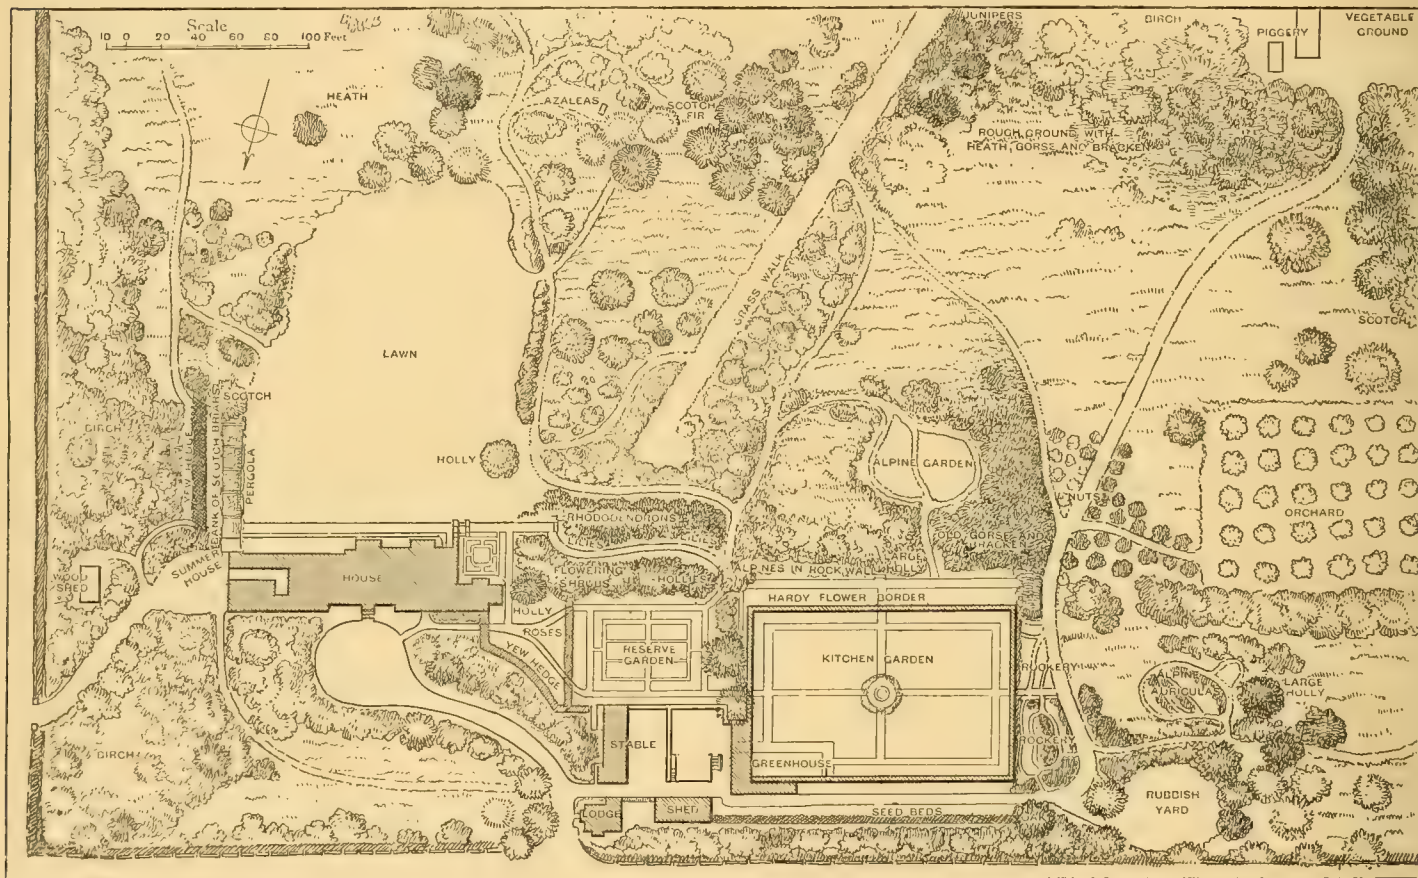 Scale
10 0 20 40 60 80 100 Feet
JUNIPERS
BIRCH
PIGGERY
VEGETABLE
GROUND
HEATH
AZALEAS
SCOTCH
FIR
ROUGH GROUND WITH
HEATH, GORSE AND BRACKEN
GRASS WALK
LAWN
SCOTCH
SCOTCH
BIRCH
YEW HEDGE
BANK OF SCOTCH BRIARS
PERGOLA
HOLLY
ALPINE GARDEN
NUTS
ORCHARD
RHODODENDRONS
LILIES
OLD GORSE AND
SUMMER
HOUSE
WOOD
SHED
HOUSE
FLOWERING
SHRUBS
HOLLIES
LARGE
HOLLY
ALPINES IN ROCK WALL
HOLLY
HARDY FLOWER BORDER
ROSES
YEW HEDGE
RESERVE
GARDEN
KITCHEN GARDEN
ROCKERY
ALPINE
AURICULAS
LARGE
HOLLY
BIRCH
STABLE
GREENHOUSE
ROCKERY
RUBBISH
YARD
LODGE
SHED
SEED BEDS